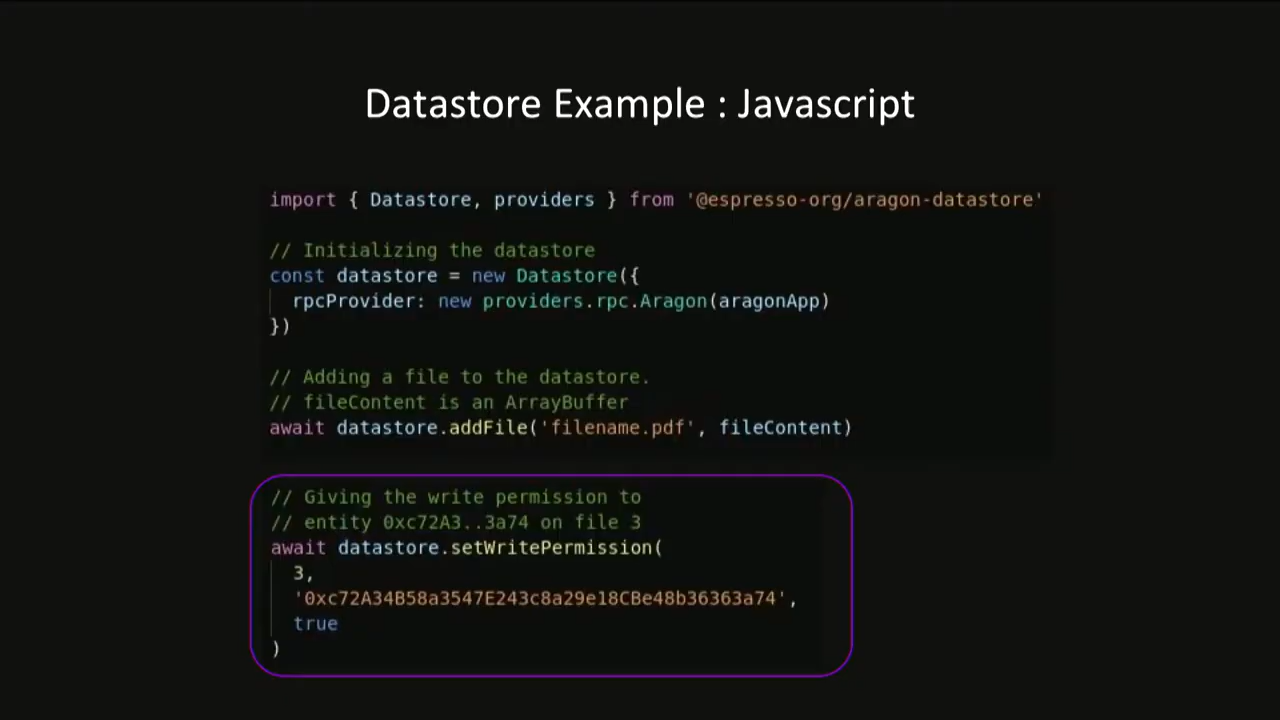 Datastore Example : Javascript
import { Datastore, providers } from '@espresso-org/aragon-datastore'
// Initializing the datastore
const datastore = new Datastore({
rpcProvider: new providers.rpc.Aragon(aragonApp)
})
// Adding a file to the datastore.
// fileContent is an ArrayBuffer
await datastore.addFile('filename.pdf', fileContent)
// Giving the write permission to
// entity 0xc72A3..3a74 on file 3
await datastore.setWritePermission(
3,
'0xc72A34B58a3547E243c8a29e18CBe48b36363a74',
true
)